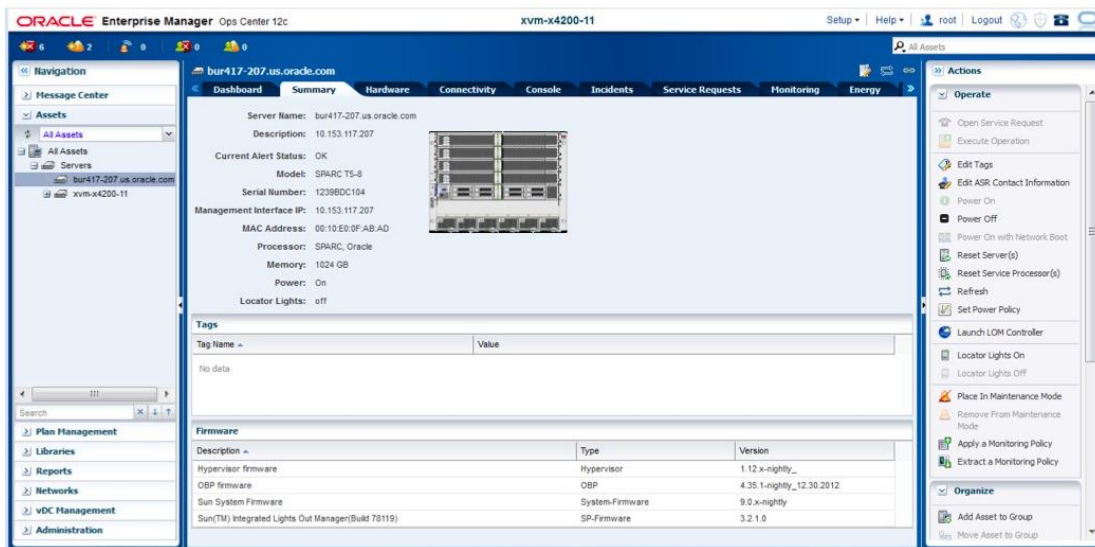 ORACLE Enterprise Manager Ops Center 12c
xvm-x4200-11
Setup Help root Logout
6 2 0 0 0
All Assets
Navigation
Message Center
Assets
All Assets
All Assets
Servers
bur417-207.us.oracle.com
xvm-x4200-11
Search
Plan Management
Libraries
Reports
Networks
vDC Management
Administration
bur417-207.us.oracle.com
Dashboard Summary Hardware Connectivity Console Incidents Service Requests Monitoring Energy
Server Name: bur417-207.us.oracle.com
Description: 10.153.117.207
Current Alert Status: OK
Model: SPARC T5-8
Serial Number: 1239BDC104
Management Interface IP: 10.153.117.207
MAC Address: 00:10:E0:0F:AB:AD
Processor: SPARC, Oracle
Memory: 1024 GB
Power: On
Locator Lights: off
Tags
Tag Name Value
No data
Firmware
Description Type Version
Hypervisor firmware Hypervisor 1.12.x-nightly_
OBP firmware OBP 4.35.1-nightly_12.30.2012
Sun System Firmware System-Firmware 9.0.x-nightly
Sun(TM) Integrated Lights Out Manager(Build 78119) SP-Firmware 3.2.1.0
Actions
Operate
Open Service Request
Execute Operation
Edit Tags
Edit ASR Contact Information
Power On
Power Off
Power On with Network Boot
Reset Server(s)
Reset Service Processor(s)
Refresh
Set Power Policy
Launch LOM Controller
Locator Lights On
Locator Lights Off
Place In Maintenance Mode
Remove From Maintenance
Mode
Apply a Monitoring Policy
Extract a Monitoring Policy
Organize
Add Asset to Group
Move Asset to Group